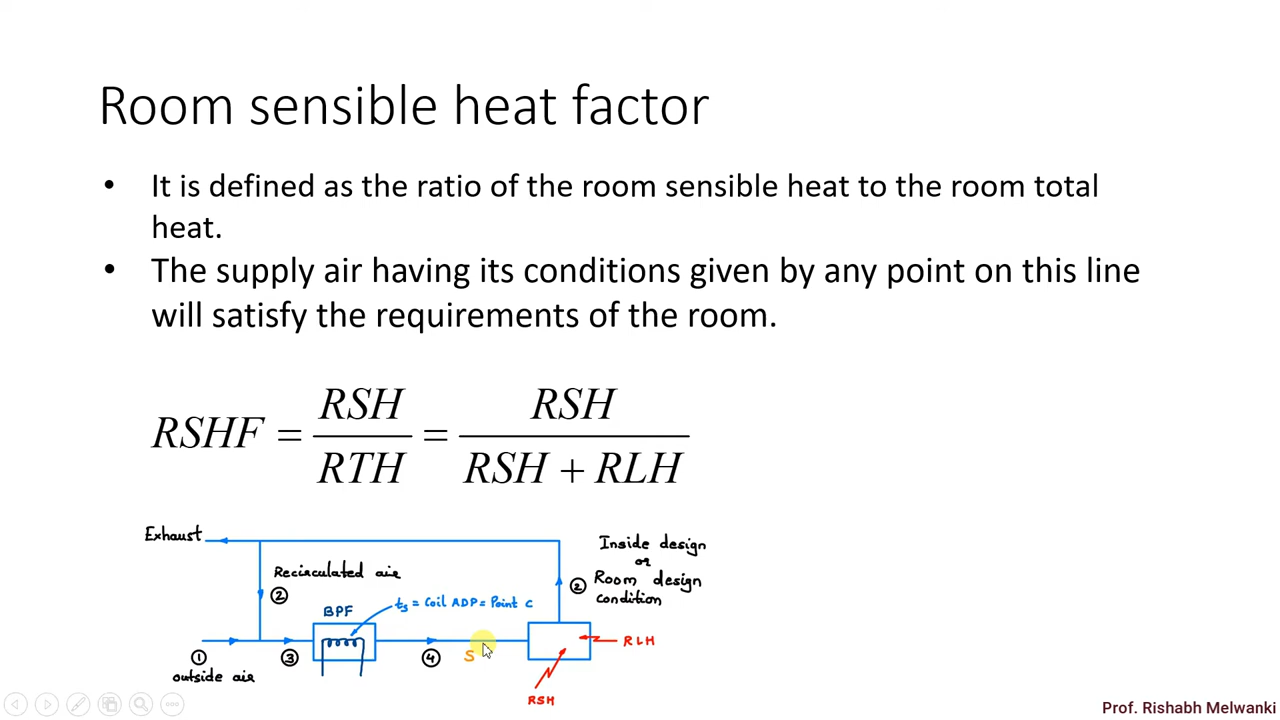 Room sensible heat factor
• It is defined as the ratio of the room sensible heat to the room total
heat.
• The supply air having its conditions given by any point on this line
will satisfy the requirements of the room.
RSHF = RSH / RTH = RSH / (RSH + RLH)
Exhaust
Inside design
or
Room design
condition
②
Recirculated air
②
BPF
ts = Coil ADP = Point C
RLH
①
outside air
③
④
S
RSH
Prof. Rishabh Melwanki